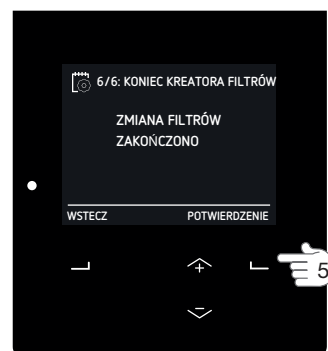 6/6: KONIEC KREATORA FILTRÓW
ZMIANA FILTRÓW
ZAKOŃCZONO
WSTECZ POTWIERDZENIE
5